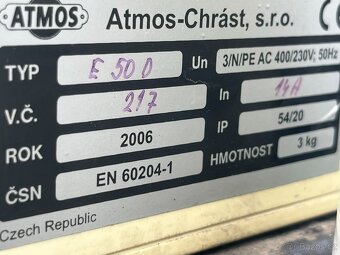 ATMOS Atmos-Chrást, s.r.o. CE
TYP E 50 D Un 3/N/PE AC 400/230V; 50Hz
V.Č. 217 In 14A
ROK 2006 IP 54/20
ČSN EN 60204-1 HMOTNOST 3 kg
Czech Republic